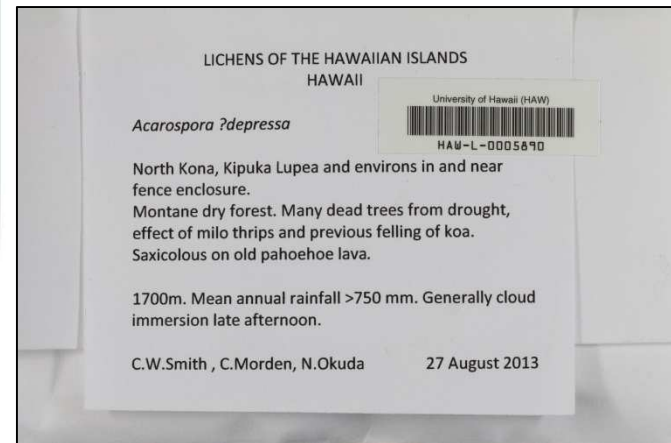 LICHENS OF THE HAWAIIAN ISLANDS
HAWAII
University of Hawaii (HAW)
HAW-L-0005890
Acarospora ?depressa
North Kona, Kipuka Lupea and environs in and near
fence enclosure.
Montane dry forest. Many dead trees from drought,
effect of milo thrips and previous felling of koa.
Saxicolous on old pahoehoe lava.
1700m. Mean annual rainfall >750 mm. Generally cloud
immersion late afternoon.
C.W.Smith , C.Morden, N.Okuda 27 August 2013